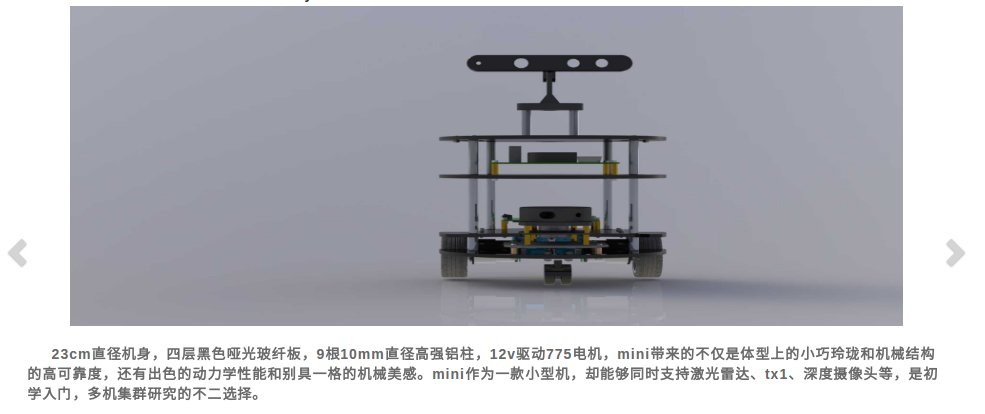 23cm直径机身，四层黑色哑光玻纤板，9根10mm直径高强铝柱，12v驱动775电机，mini带来的不仅是体型上的小巧玲珑和机械结构
的高可靠度，还有出色的动力学性能和别具一格的机械美感。mini作为一款小型机，却能够同时支持激光雷达、tx1、深度摄像头等，是初
学入门，多机集群研究的不二选择。